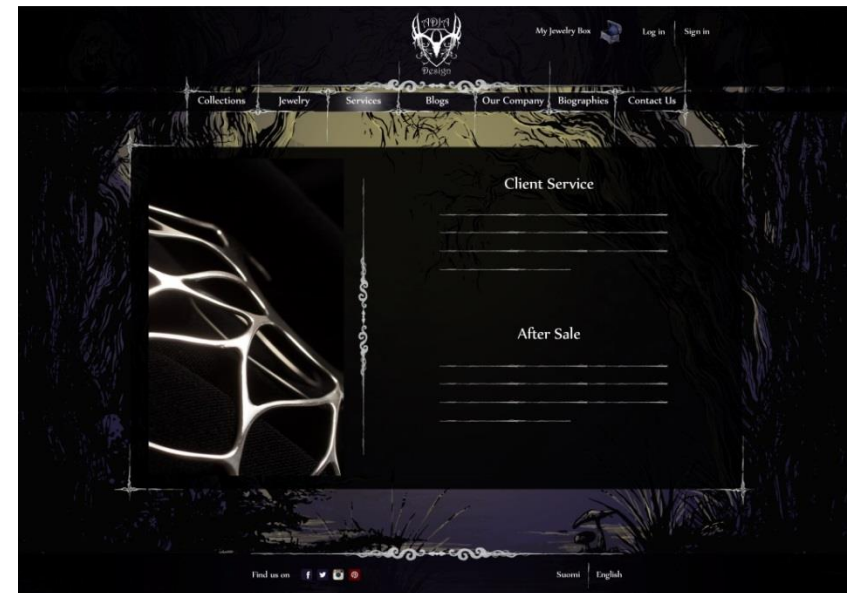 ADIA
Design
My Jewelry Box Log in Sign in
Collections Jewelry Services Blogs Our Company Biographies Contact Us
Client Service
After Sale
Find us on
Suomi English